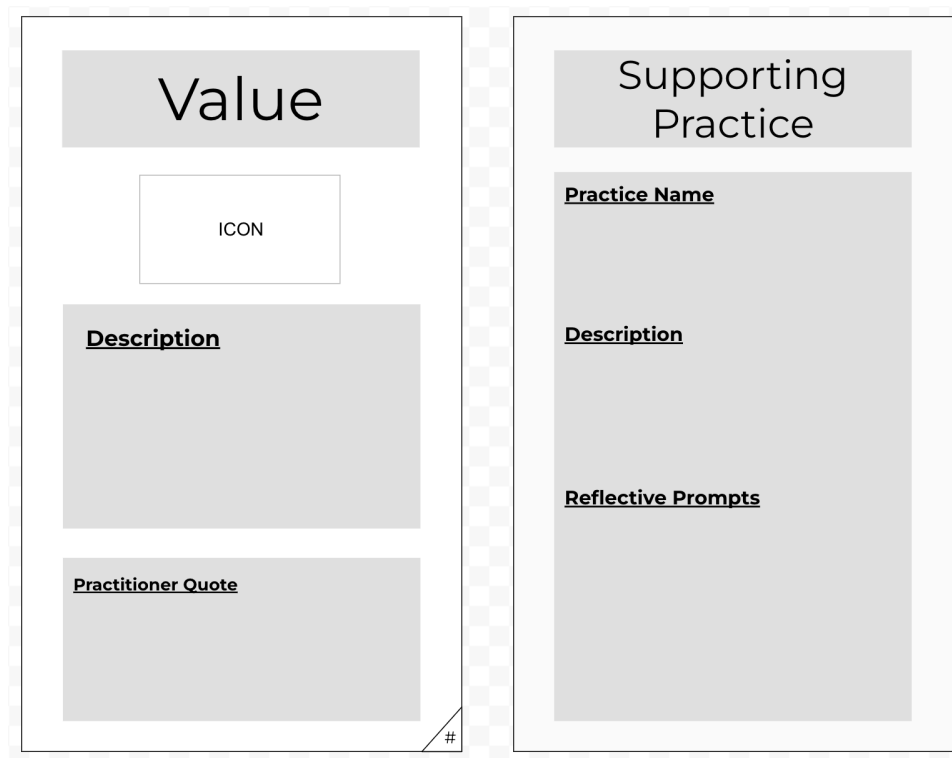 Value
ICON
Description
Practitioner Quote
#
Supporting
Practice
Practice Name
Description
Reflective Prompts